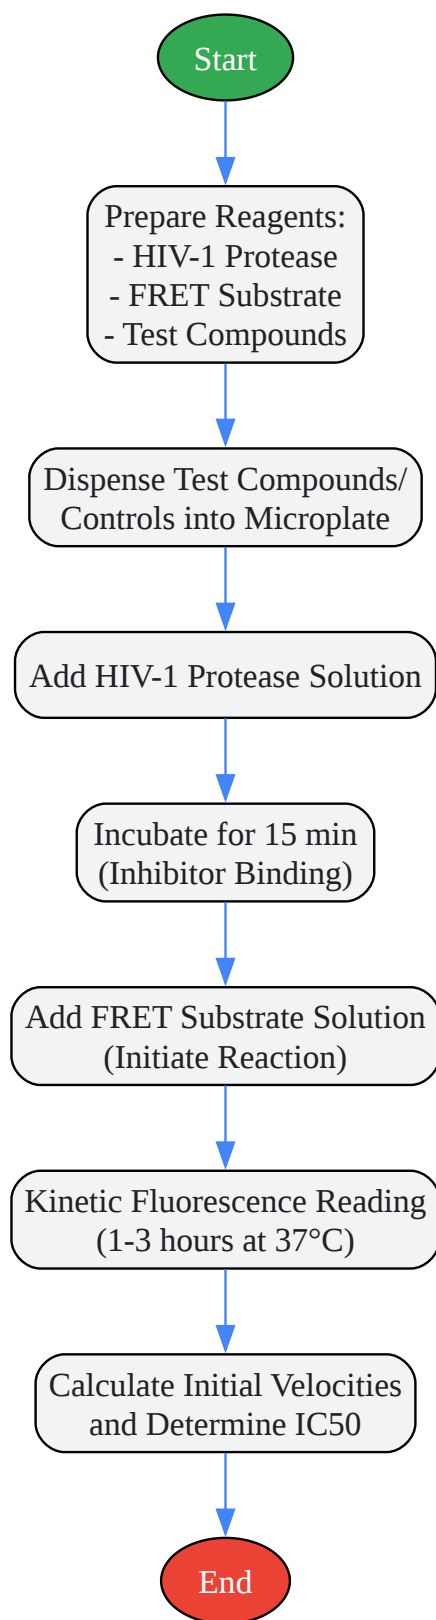 Start
Prepare Reagents:
- HIV-1 Protease
- FRET Substrate
- Test Compounds
Dispense Test Compounds/
Controls into Microplate
Add HIV-1 Protease Solution
Incubate for 15 min
(Inhibitor Binding)
Add FRET Substrate Solution
(Initiate Reaction)
Kinetic Fluorescence Reading
(1-3 hours at 37°C)
Calculate Initial Velocities
and Determine IC50
End